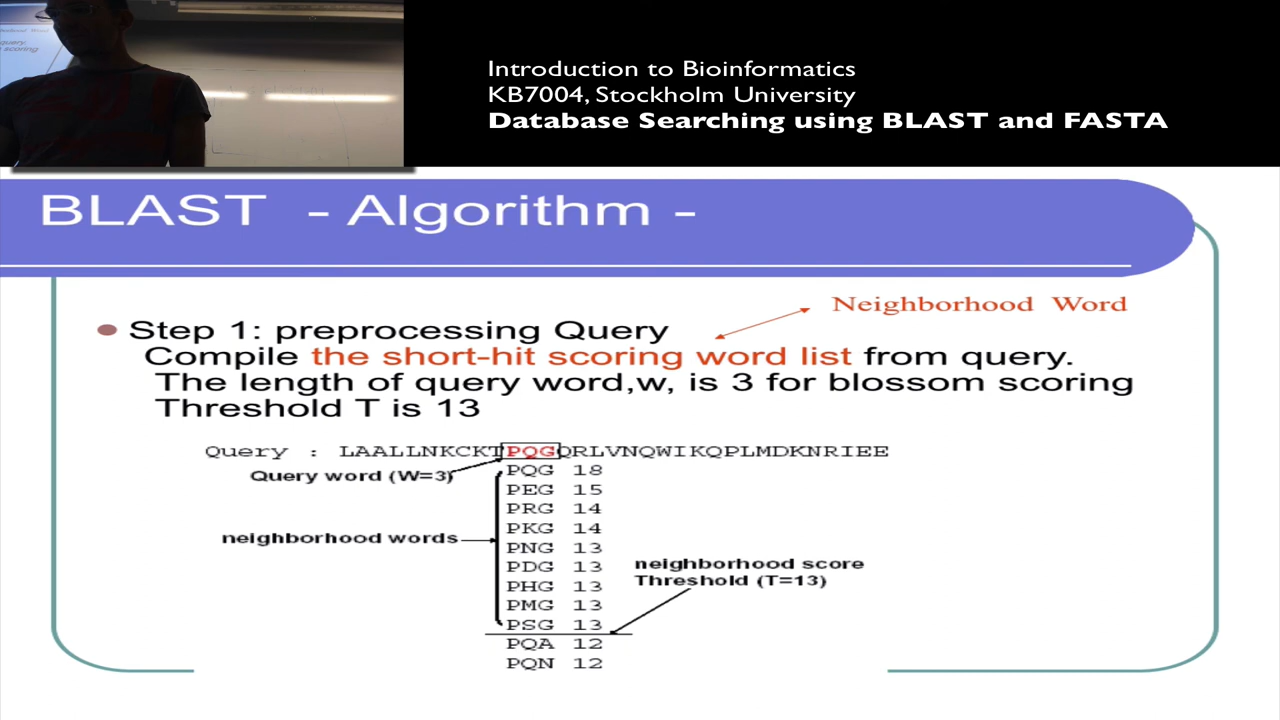 Introduction to Bioinformatics
KB7004, Stockholm University
Database Searching using BLAST and FASTA
BLAST - Algorithm -
Neighborhood Word
Step 1: preprocessing Query
Compile the short-hit scoring word list from query.
The length of query word,w, is 3 for blossom scoring
Threshold T is 13
Query : LAALLNKCKTPQGQRLVNQWIKQPLMDKNRIEE
Query word (W=3)
PQG 18
PEG 15
PRG 14
PKG 14
neighborhood words
PNG 13
PDG 13
PHG 13
PMG 13
PSG 13
neighborhood score
Threshold (T=13)
PQA 12
PQN 12